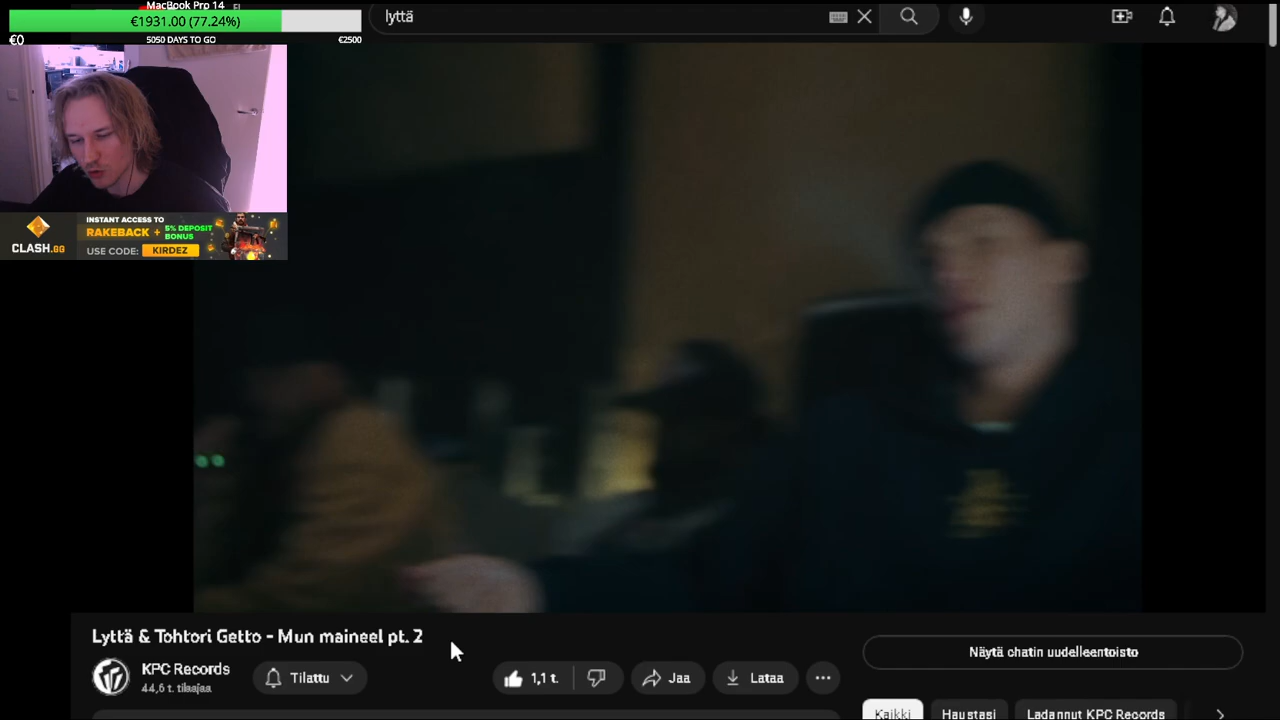 MacBook Pro 14
€1931.00 (77.24%)
€0
5050 DAYS TO GO
€2500
FI
lyttä
INSTANT ACCESS TO
RAKEBACK + 5% DEPOSIT BONUS
CLASH.GG
USE CODE: KIRDEZ
Lyttä & Tohtori Getto - Mun maineel pt. 2
KPC Records
44,6 t. tilaajaa
Tilattu
1,1 t.
Jaa
Lataa
Näytä chatin uudelleentoisto
Kaikki
Haustasi
Ladannut KPC Records